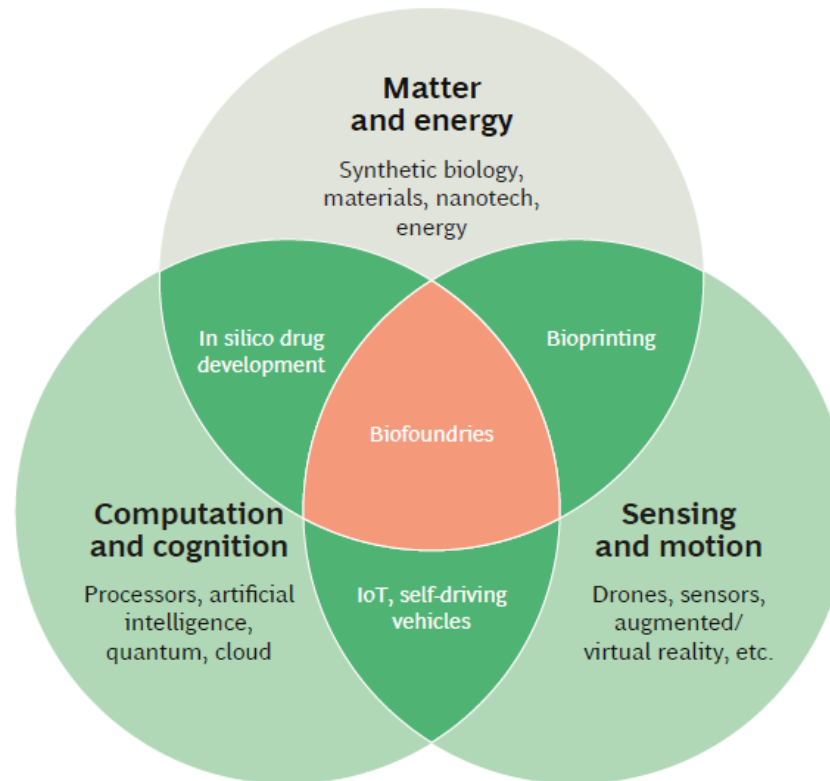 Matter
and energy
Synthetic biology,
materials, nanotech,
energy
In silico drug
development
Bioprinting
Biofoundries
Computation
and cognition
Processors, artificial
intelligence,
quantum, cloud
IoT, self-driving
vehicles
Sensing
and motion
Drones, sensors,
augmented/
virtual reality, etc.